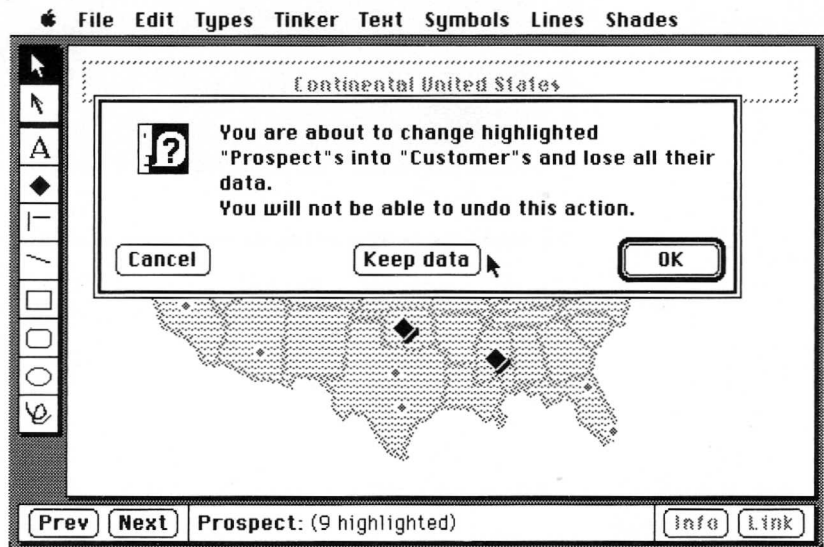 File Edit Types Tinker Text Symbols Lines Shades
Continental United States
You are about to change highlighted
"Prospect"s into "Customer"s and lose all their
data.
You will not be able to undo this action.
Cancel Keep data OK
A
Prev Next Prospect: (9 highlighted) Info Link